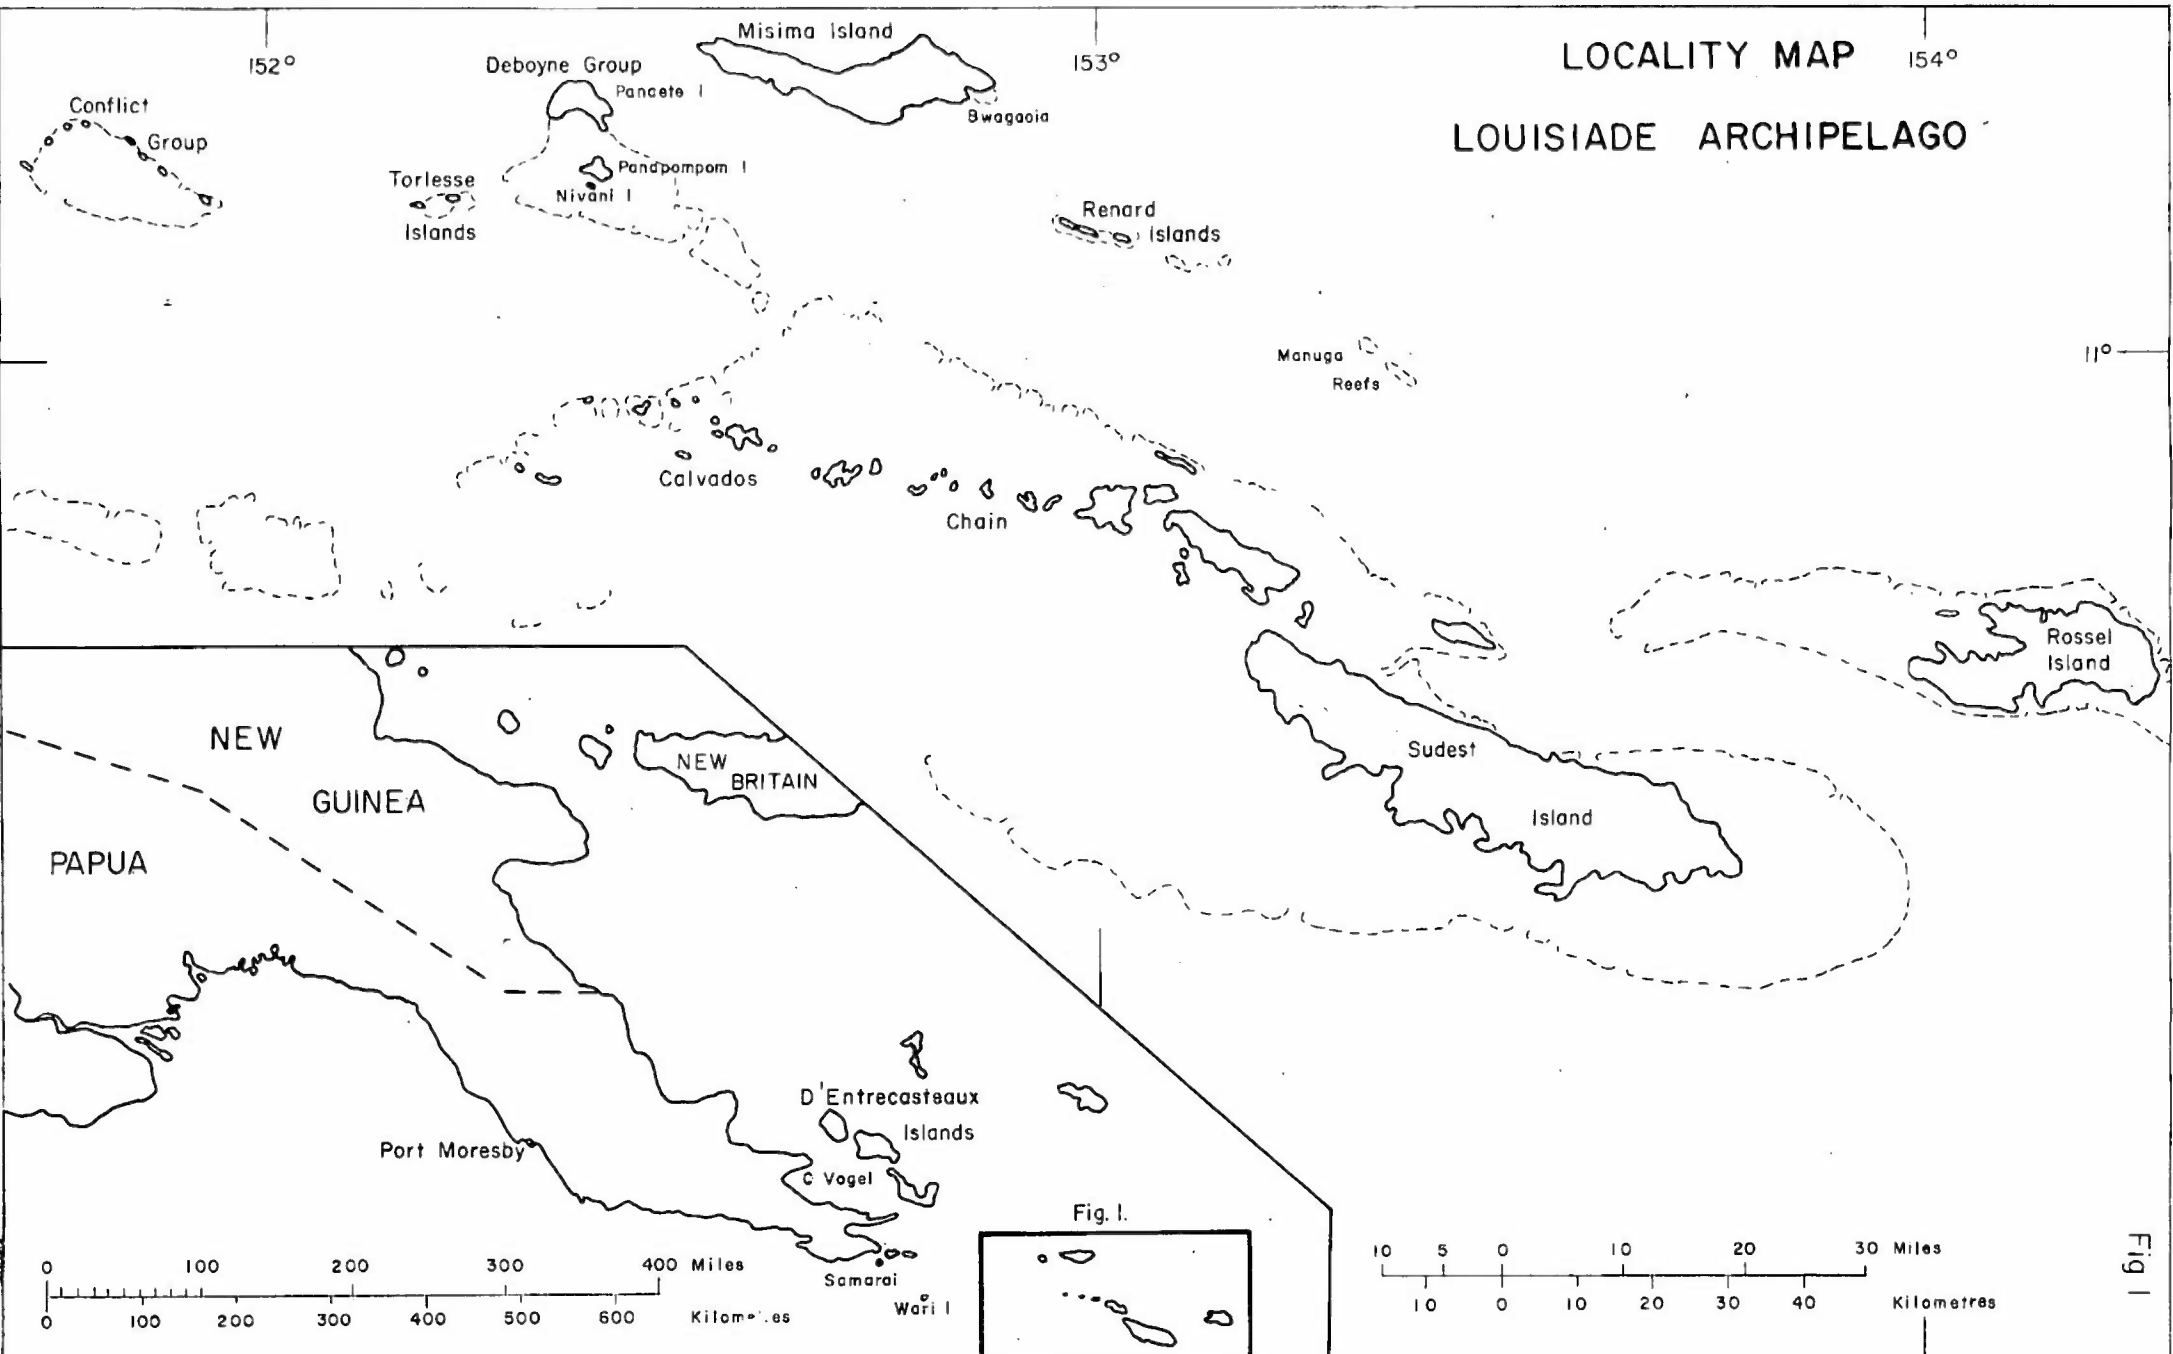 LOCALITY MAP
LOUISIADE ARCHIPELAGO
152°
153°
154°
11°
Misima Island
Bwagaoia
Deboyne Group
Panaete I
Panapompom I
Nivani I
Conflict
Group
Torlesse
Islands
Renard
Islands
Manuga
Reefs
Calvados
Chain
Rossel
Island
Sudest
Island
NEW
GUINEA
PAPUA
NEW
BRITAIN
D'Entrecasteaux
Islands
Port Moresby
C Vogel
Samarai
Wari I
Fig. I.
0 100 200 300 400 Miles
0 100 200 300 400 500 600
10 5 0 10 20 30 Miles
10 0 10 20 30 40 Kilometres
Fig I